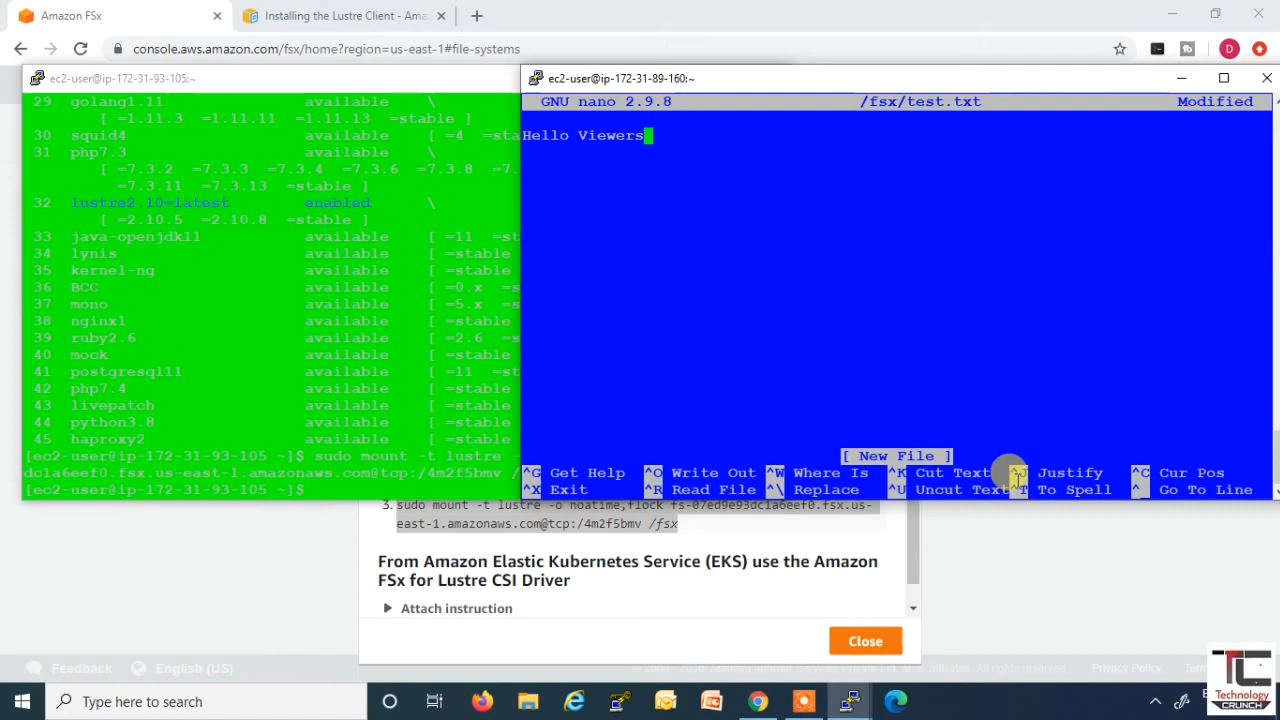 Amazon FSx
Installing the Lustre Client - Ama
console.aws.amazon.com/fsx/home?region=us-east-1#file-systems
D
ec2-user@ip-172-31-93-105:~
29 golang1.11 available \
[ =1.11.3 =1.11.11 =1.11.13 =stable ]
30 squid4 available [ =4 =sta
31 php7.3 available \
[ =7.3.2 =7.3.3 =7.3.4 =7.3.6 =7.3.8 =7.
=7.3.11 =7.3.13 =stable ]
32 lustre2.10=latest enabled \
[ =2.10.5 =2.10.8 =stable ]
33 java-openjdk11 available [ =11 =st
34 lynis available [ =stable
35 kernel-ng available [ =stable
36 BCC available [ =0.x =s
37 mono available [ =5.x =s
38 nginx1 available [ =stable
39 ruby2.6 available [ =2.6 =st
40 mock available [ =stable
41 postgresql11 available [ =11 =st
42 php7.4 available [ =stable
43 livepatch available [ =stable
44 python3.8 available [ =stable
45 haproxy2 available [ =stable
[ec2-user@ip-172-31-93-105 ~]$ sudo mount -t lustre -
dc1a6eef0.fsx.us-east-1.amazonaws.com@tcp:/4m2f5bmv /
[ec2-user@ip-172-31-93-105 ~]$
ec2-user@ip-172-31-89-160:~
GNU nano 2.9.8 /fsx/test.txt Modified
Hello Viewers
[ New File ]
^G Get Help ^O Write Out ^W Where Is ^K Cut Text ^J Justify ^C Cur Pos
^X Exit ^R Read File ^\ Replace ^U Uncut Text ^T To Spell ^_ Go To Line
3. sudo mount -t lustre -o noatime,flock fs-07ed9e93dc1a6eef0.fsx.us-
east-1.amazonaws.com@tcp:/4m2f5bmv /fsx
From Amazon Elastic Kubernetes Service (EKS) use the Amazon
FSx for Lustre CSI Driver
Attach instruction
Close
Feedback English (US)
Privacy Policy
Type here to search
TC
Technology
CRUNCH